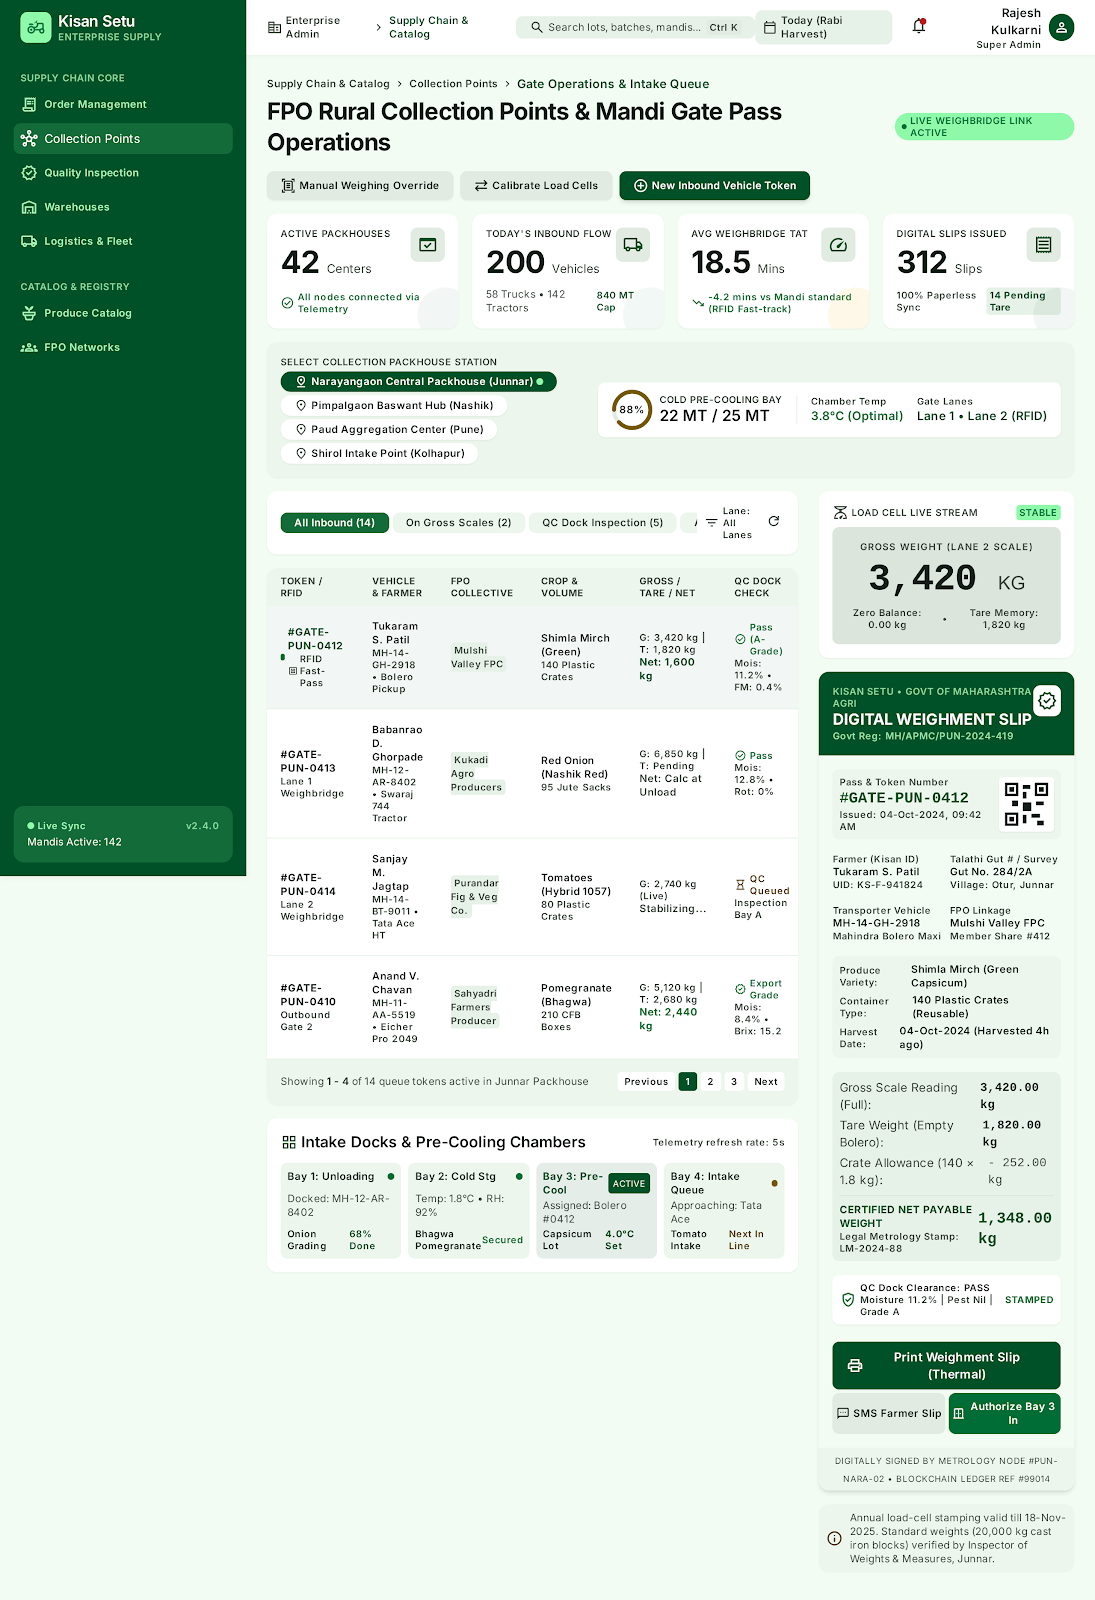 Kisan Setu
ENTERPRISE SUPPLY
SUPPLY CHAIN CORE
Order Management
Collection Points
Quality Inspection
Warehouses
Logistics & Fleet
CATALOG & REGISTRY
Produce Catalog
FPO Networks
Live Sync v2.4.0
Mandis Active: 142
Enterprise
Admin
Supply Chain &
Catalog
Search lots, batches, mandis... Ctrl K
Today (Rabi
Harvest)
Rajesh
Kulkarni
Super Admin
Supply Chain & Catalog > Collection Points > Gate Operations & Intake Queue
FPO Rural Collection Points & Mandi Gate Pass
Operations
LIVE WEIGHBRIDGE LINK
ACTIVE
Manual Weighing Override
Calibrate Load Cells
New Inbound Vehicle Token
ACTIVE PACKHOUSES
42 Centers
All nodes connected via
Telemetry
TODAY'S INBOUND FLOW
200 Vehicles
58 Trucks • 142
Tractors
840 MT
Cap
AVG WEIGHBRIDGE TAT
18.5 Mins
-4.2 mins vs Mandi standard
(RFID Fast-track)
DIGITAL SLIPS ISSUED
312 Slips
100% Paperless
Sync
14 Pending
Tare
SELECT COLLECTION PACKHOUSE STATION
Narayangaon Central Packhouse (Junnar)
Pimpalgaon Baswant Hub (Nashik)
Paud Aggregation Center (Pune)
Shirol Intake Point (Kolhapur)
88%
COLD PRE-COOLING BAY
22 MT / 25 MT
Chamber Temp
3.8°C (Optimal)
Gate Lanes
Lane 1 • Lane 2 (RFID)
All Inbound (14)
On Gross Scales (2)
QC Dock Inspection (5)
Lane:
All
Lanes
TOKEN /
RFID
VEHICLE
& FARMER
FPO
COLLECTIVE
CROP &
VOLUME
GROSS /
TARE / NET
QC DOCK
CHECK
#GATE-
PUN-0412
RFID
Fast-
Pass
Tukaram
S. Patil
MH-14-
GH-2918
• Bolero
Pickup
Mulshi
Valley FPC
Shimla Mirch
(Green)
140 Plastic
Crates
G: 3,420 kg |
T: 1,820 kg
Net: 1,600
kg
Pass
(A-
Grade)
Mois:
11.2% •
FM: 0.4%
#GATE-
PUN-0413
Lane 1
Weighbridge
Babanrao
D.
Ghorpade
MH-12-
AR-8402
• Swaraj
744
Tractor
Kukadi
Agro
Producers
Red Onion
(Nashik Red)
95 Jute Sacks
G: 6,850 kg |
T: Pending
Net: Calc at
Unload
Pass
Mois:
12.8% •
Rot: 0%
#GATE-
PUN-0414
Lane 2
Weighbridge
Sanjay
M.
Jagtap
MH-14-
BT-9011 •
Tata Ace
HT
Purandar
Fig & Veg
Co.
Tomatoes
(Hybrid 1057)
80 Plastic
Crates
G: 2,740 kg
(Live)
Stabilizing...
QC
Queued
Inspection
Bay A
#GATE-
PUN-0410
Outbound
Gate 2
Anand V.
Chavan
MH-11-
AA-5519
• Eicher
Pro 2049
Sahyadri
Farmers
Producer
Pomegranate
(Bhagwa)
210 CFB
Boxes
G: 5,120 kg |
T: 2,680 kg
Net: 2,440
kg
Export
Grade
Mois:
8.4% •
Brix: 15.2
Showing 1 - 4 of 14 queue tokens active in Junnar Packhouse
Previous 1 2 3 Next
Intake Docks & Pre-Cooling Chambers
Telemetry refresh rate: 5s
Bay 1: Unloading
Docked: MH-12-AR-
8402
Onion
Grading
68%
Done
Bay 2: Cold Stg
Temp: 1.8°C • RH:
92%
Bhagwa
Pomegranate
Secured
Bay 3: Pre-
Cool
ACTIVE
Assigned: Bolero
#0412
Capsicum
Lot
4.0°C
Set
Bay 4: Intake
Queue
Approaching: Tata
Ace
Tomato
Intake
Next In
Line
LOAD CELL LIVE STREAM
STABLE
GROSS WEIGHT (LANE 2 SCALE)
3,420 KG
Zero Balance:
0.00 kg
•
Tare Memory:
1,820 kg
KISAN SETU • GOVT OF MAHARASHTRA
AGRI
DIGITAL WEIGHMENT SLIP
Govt Reg: MH/APMC/PUN-2024-419
Pass & Token Number
#GATE-PUN-0412
Issued: 04-Oct-2024, 09:42
AM
Farmer (Kisan ID)
Tukaram S. Patil
UID: KS-F-941824
Talathi Gut # / Survey
Gut No. 284/2A
Village: Otur, Junnar
Transporter Vehicle
MH-14-GH-2918
Mahindra Bolero Maxi
FPO Linkage
Mulshi Valley FPC
Member Share #412
Produce
Variety:
Shimla Mirch (Green
Capsicum)
Container
Type:
140 Plastic Crates
(Reusable)
Harvest
Date:
04-Oct-2024 (Harvested 4h
ago)
Gross Scale Reading
(Full):
3,420.00
kg
Tare Weight (Empty
Bolero):
1,820.00
kg
Crate Allowance (140 ×
1.8 kg):
- 252.00
kg
CERTIFIED NET PAYABLE
WEIGHT
Legal Metrology Stamp:
LM-2024-88
1,348.00
kg
QC Dock Clearance: PASS
Moisture 11.2% | Pest Nil |
Grade A
STAMPED
Print Weighment Slip
(Thermal)
SMS Farmer Slip
Authorize Bay 3
In
DIGITALLY SIGNED BY METROLOGY NODE #PUN-
NARA-02 • BLOCKCHAIN LEDGER REF #99014
Annual load-cell stamping valid till 18-Nov-
2025. Standard weights (20,000 kg cast
iron blocks) verified by Inspector of
Weights & Measures, Junnar.